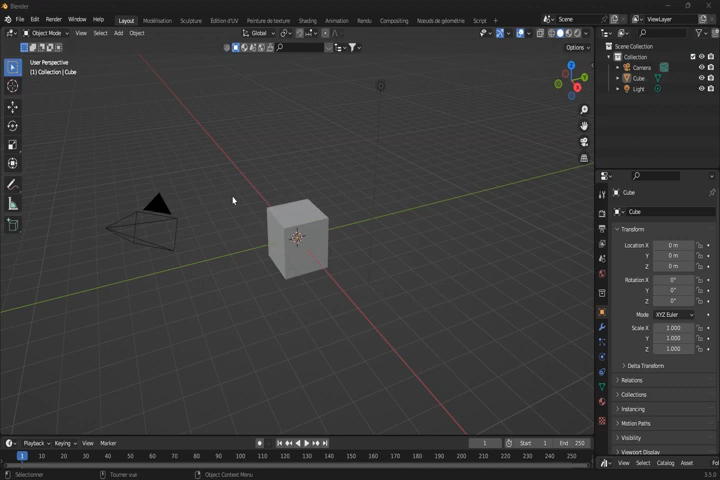 Blender
File Edit Render Window Help Layout Modélisation Sculpture Édition d'UV Peinture de texture Shading Animation Rendu Compositing Nœuds de géométrie Script + Scene ViewLayer
Object Mode View Select Add Object Global
Options
User Perspective
(1) Collection | Cube
X
Y
Z
Scene Collection
Collection
Camera
Cube
Light
Cube
Cube
Transform
Location X 0 m
Y 0 m
Z 0 m
Rotation X 0°
Y 0°
Z 0°
Mode XYZ Euler
Scale X 1.000
Y 1.000
Z 1.000
Delta Transform
Relations
Collections
Instancing
Motion Paths
Visibility
Viewport Display
Playback Keying View Marker 1 Start 1 End 250
1 10 20 30 40 50 60 70 80 90 100 110 120 130 140 150 160 170 180 190 200 210 220 230 240 250
View Select Catalog Asset
Sélectionner Tourner vue Object Context Menu 3.5.0